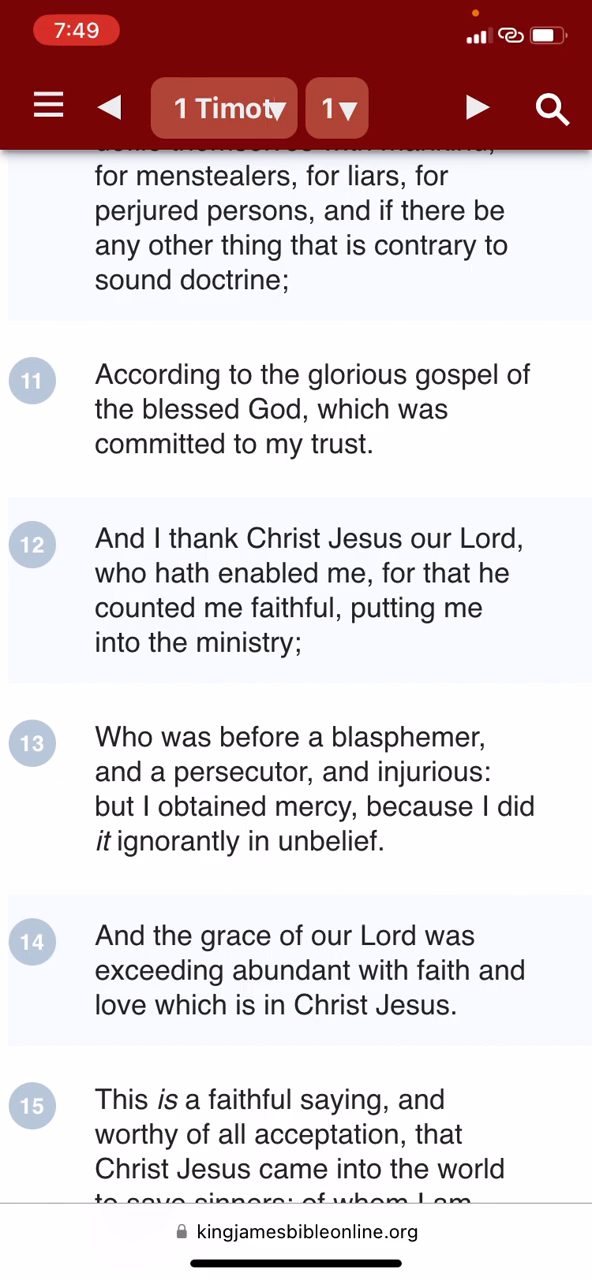 7:49
1 Timot
1
for menstealers, for liars, for
perjured persons, and if there be
any other thing that is contrary to
sound doctrine;
11
According to the glorious gospel of
the blessed God, which was
committed to my trust.
12
And I thank Christ Jesus our Lord,
who hath enabled me, for that he
counted me faithful, putting me
into the ministry;
13
Who was before a blasphemer,
and a persecutor, and injurious:
but I obtained mercy, because I did
it ignorantly in unbelief.
14
And the grace of our Lord was
exceeding abundant with faith and
love which is in Christ Jesus.
15
This is a faithful saying, and
worthy of all acceptation, that
Christ Jesus came into the world
to save sinners; of whom I am
kingjamesbibleonline.org